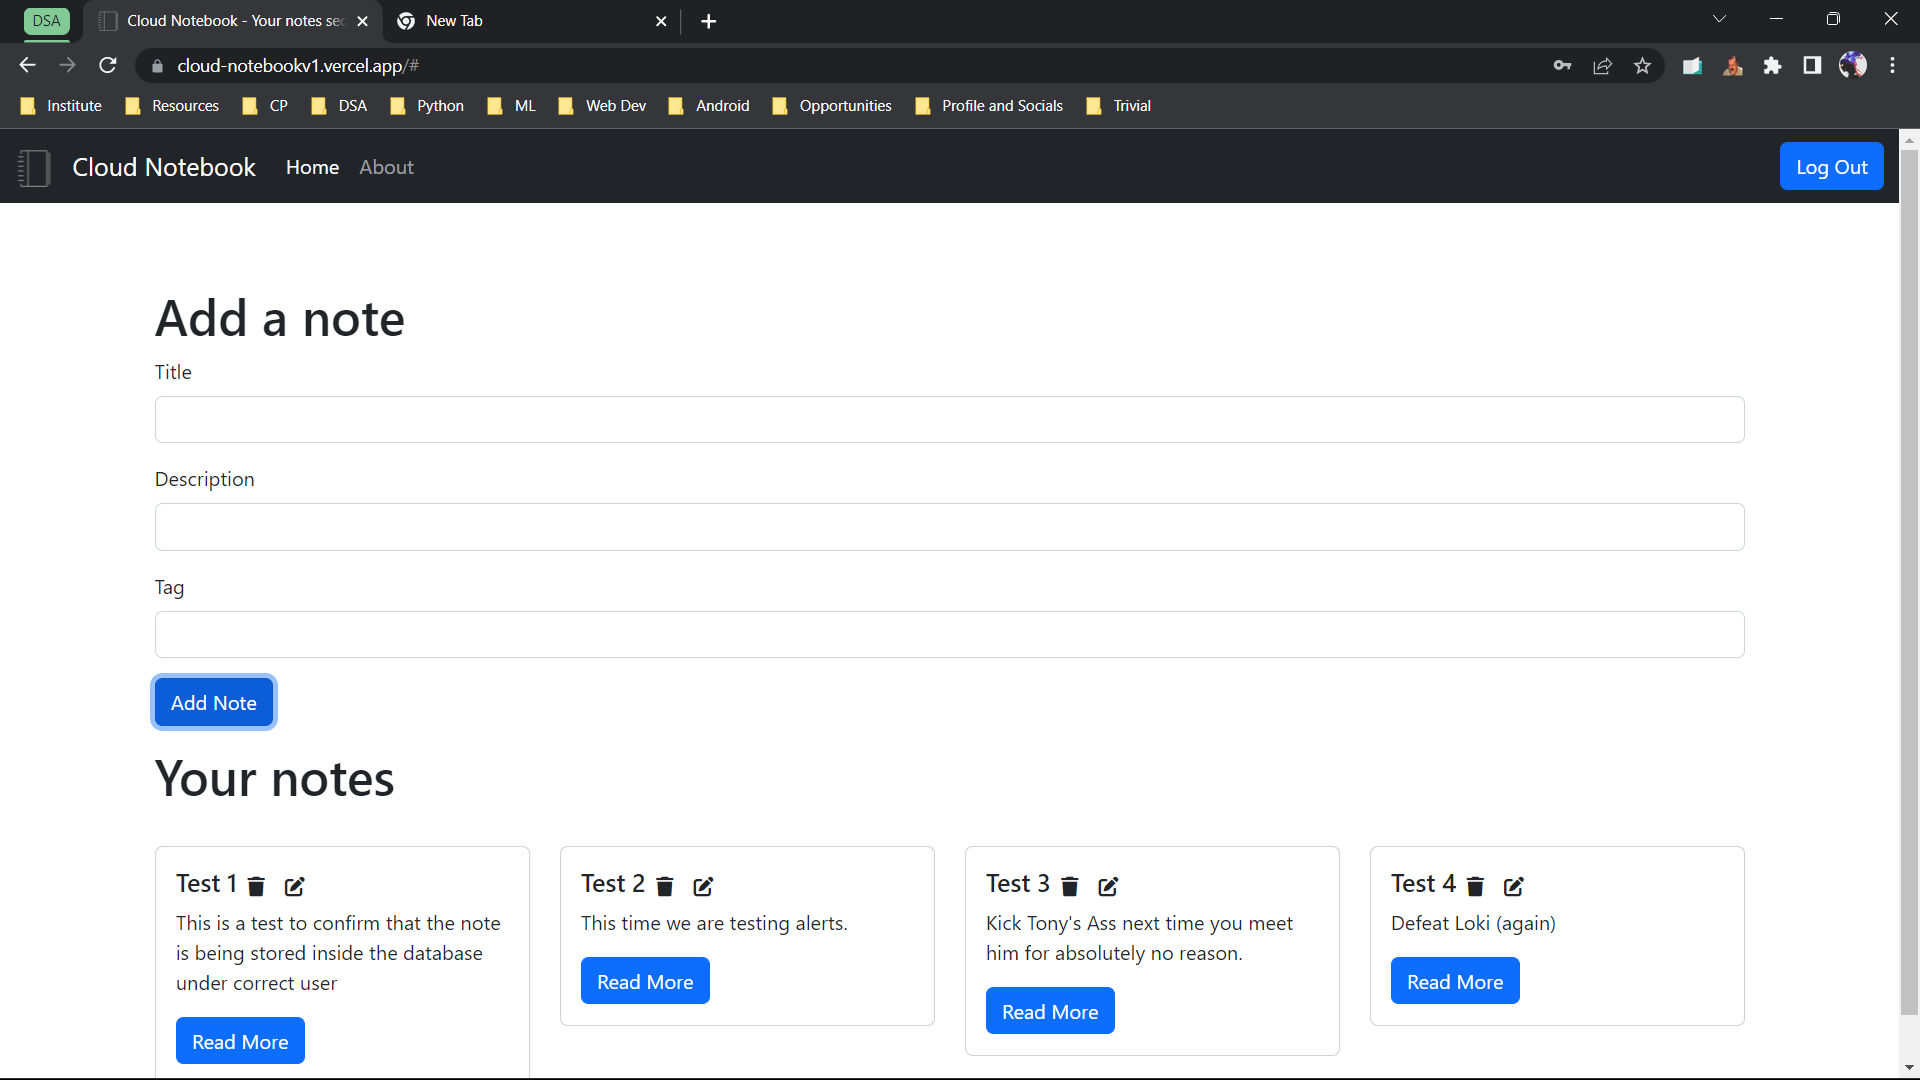 DSA
Cloud Notebook - Your notes sec
New Tab
cloud-notebookv1.vercel.app/#
Institute
Resources
CP
DSA
Python
ML
Web Dev
Android
Opportunities
Profile and Socials
Trivial
Cloud Notebook
Home
About
Log Out
Add a note
Title
Description
Tag
Add Note
Your notes
Test 1
This is a test to confirm that the note
is being stored inside the database
under correct user
Read More
Test 2
This time we are testing alerts.
Read More
Test 3
Kick Tony's Ass next time you meet
him for absolutely no reason.
Read More
Test 4
Defeat Loki (again)
Read More